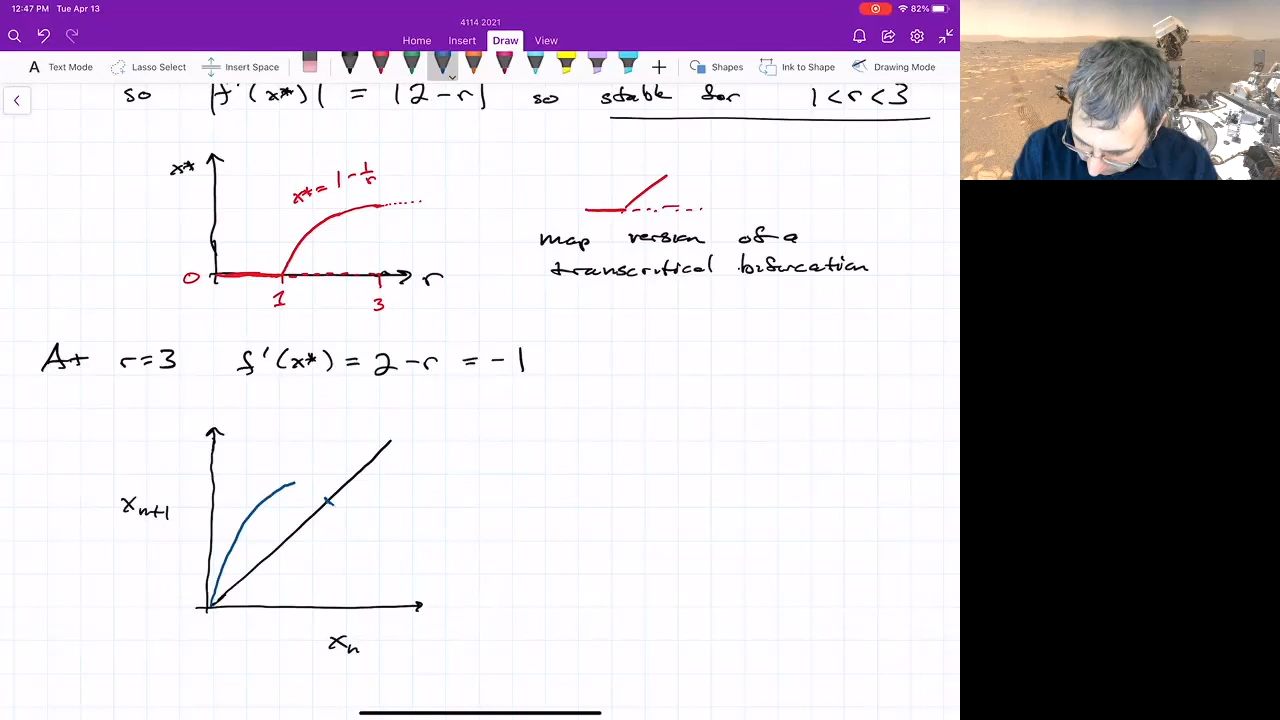 12:47 PM Tue Apr 13
82%
4114 2021
Home Insert Draw View
Text Mode Lasso Select Insert Space Shapes Ink to Shape Drawing Mode
so |f'(x*)| = |2-r| so stable for 1<r<3
x*
x* = 1 - 1/r
0
r
1
3
map version of a
transcritical bifurcation
At r=3 f'(x*) = 2-r = -1
x_{n+1}
x_n